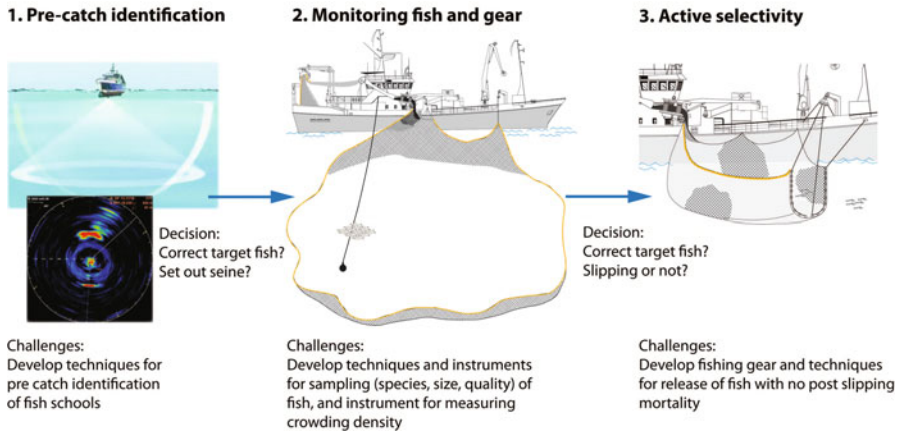 1. Pre-catch identification
2. Monitoring fish and gear
3. Active selectivity
Decision:
Correct target fish?
Set out seine?
Decision:
Correct target fish?
Slipping or not?
Challenges:
Develop techniques for
pre catch identification
of fish schools
Challenges:
Develop techniques and instruments
for sampling (species, size, quality) of
fish, and instrument for measuring
crowding density
Challenges:
Develop fishing gear and techniques
for release of fish with no post slipping
mortality